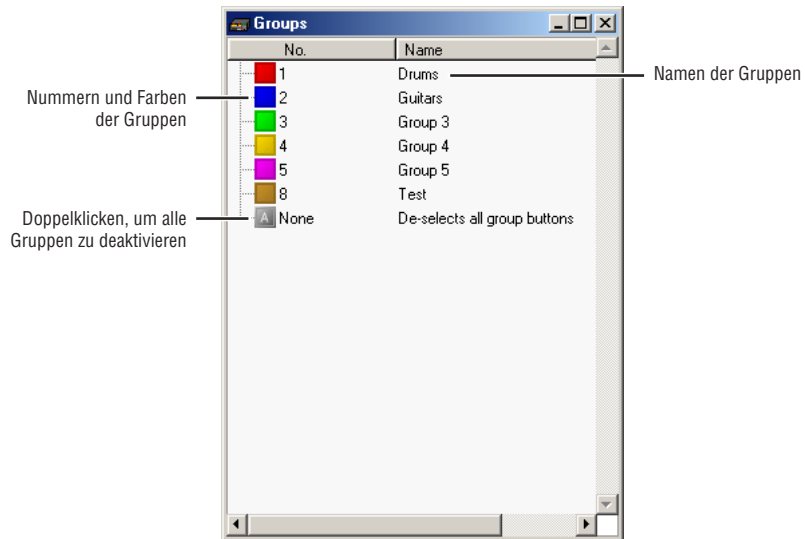 Groups
No. Name
1 Drums
Namen der Gruppen
Nummern und Farben
der Gruppen
2 Guitars
3 Group 3
4 Group 4
5 Group 5
8 Test
Doppelklicken, um alle
Gruppen zu deaktivieren
A None De-selects all group buttons